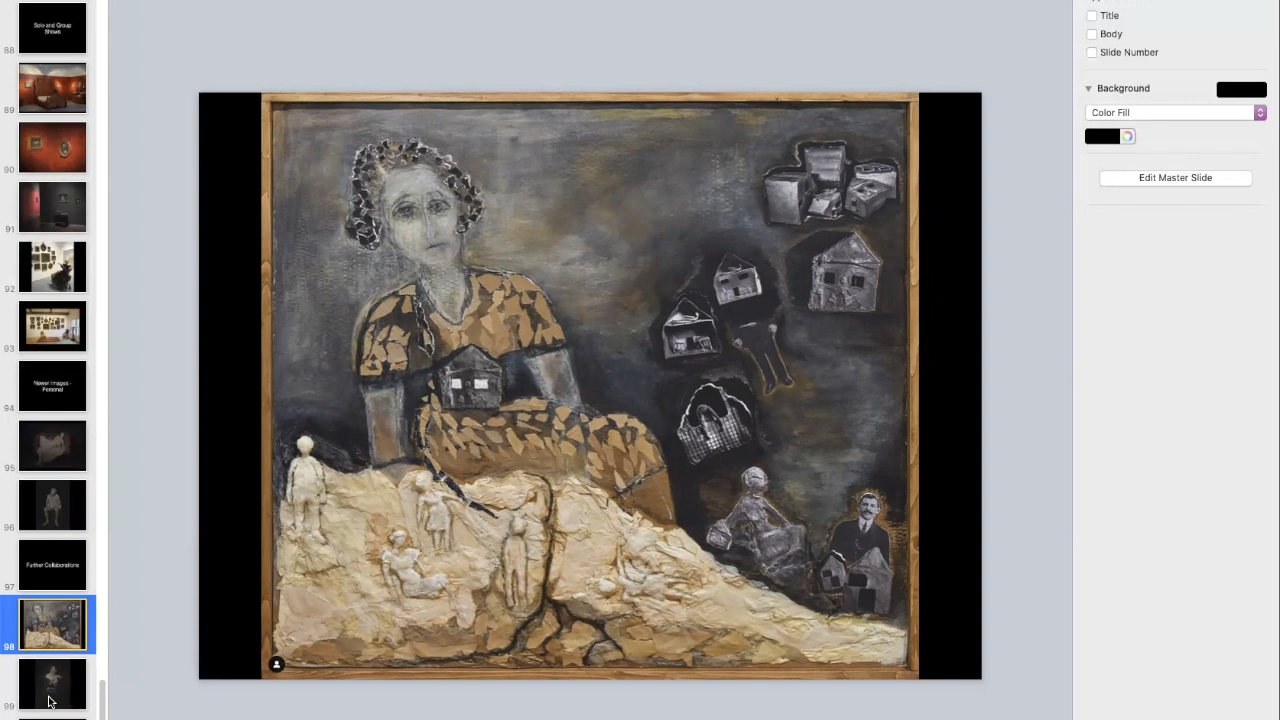 Solo and Group
Shows
88
89
90
91
92
93
Newer Images -
Personal
94
95
96
Further Collaborations
97
98
99
Title
Body
Slide Number
Background
Color Fill
Edit Master Slide